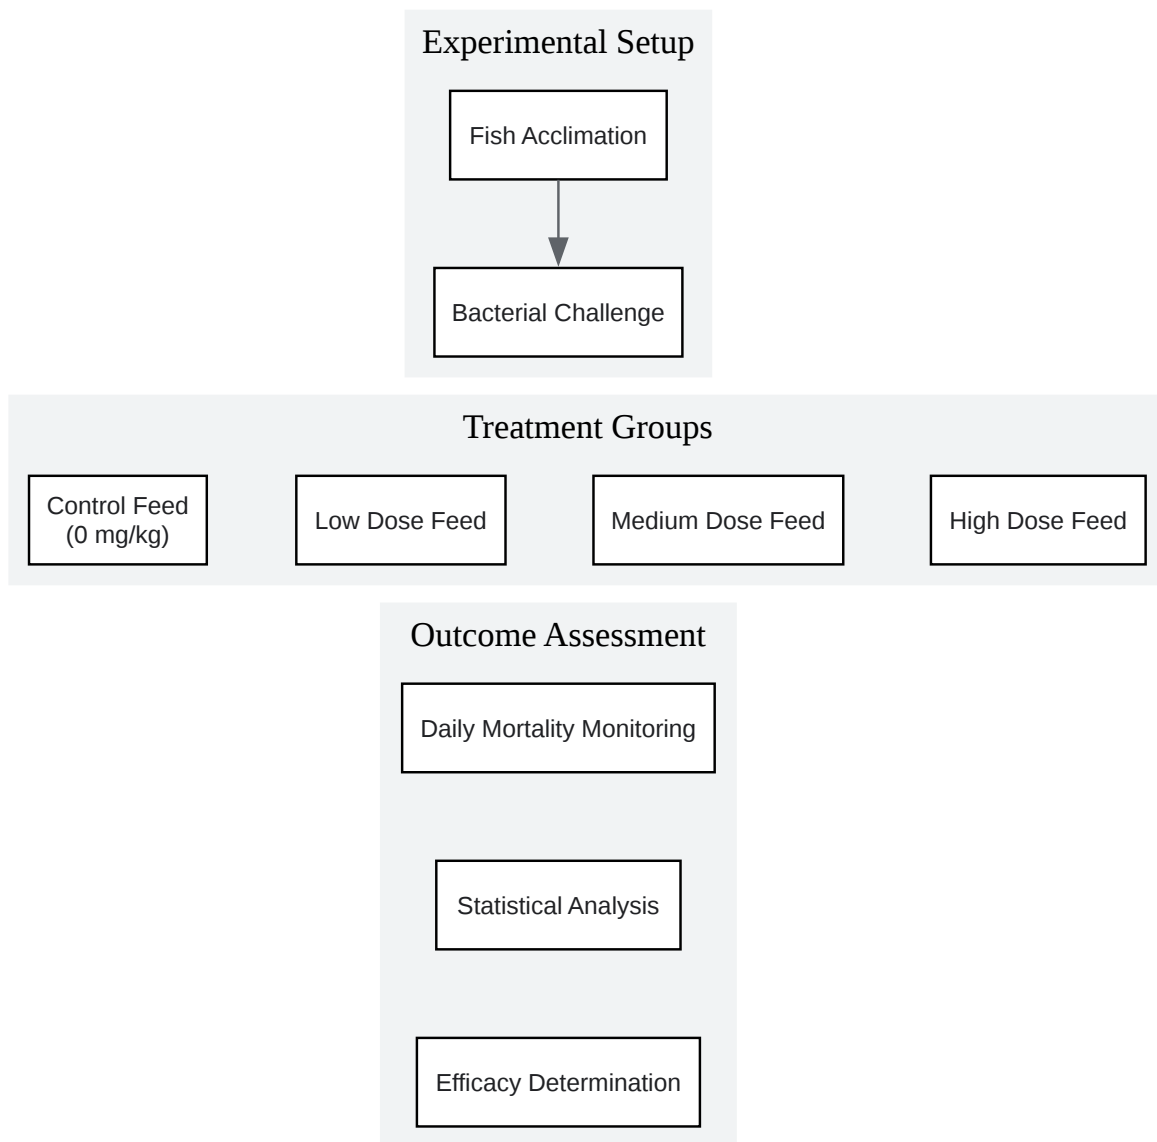 Experimental Setup
Fish Acclimation
Bacterial Challenge
Treatment Groups
Control Feed
(0 mg/kg)
Low Dose Feed
Medium Dose Feed
High Dose Feed
Outcome Assessment
Daily Mortality Monitoring
Statistical Analysis
Efficacy Determination